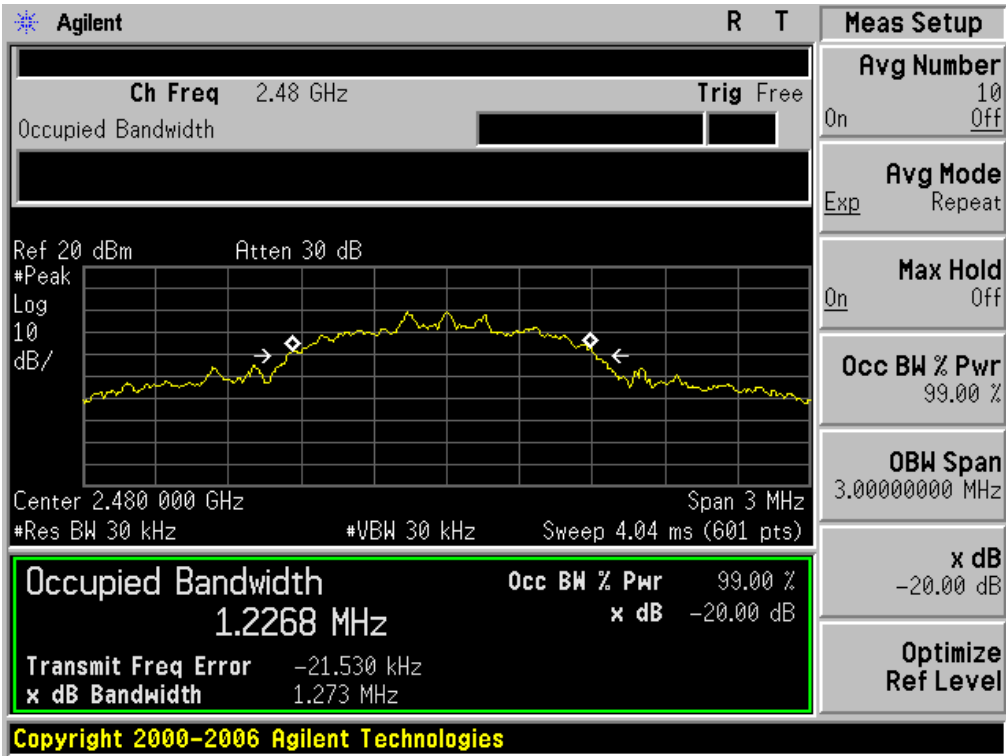 Agilent R T
Ch Freq 2.48 GHz Trig Free
Occupied Bandwidth
Ref 20 dBm Atten 30 dB
#Peak
Log
10
dB/
Center 2.480 000 GHz Span 3 MHz
#Res BW 30 kHz #VBW 30 kHz Sweep 4.04 ms (601 pts)
Occupied Bandwidth Occ BW % Pwr 99.00 %
1.2268 MHz x dB -20.00 dB
Transmit Freq Error -21.530 kHz
x dB Bandwidth 1.273 MHz
Copyright 2000-2006 Agilent Technologies
Meas Setup
Avg Number
10
On Off
Avg Mode
Exp Repeat
Max Hold
On Off
Occ BW % Pwr
99.00 %
OBW Span
3.00000000 MHz
x dB
-20.00 dB
Optimize
Ref Level